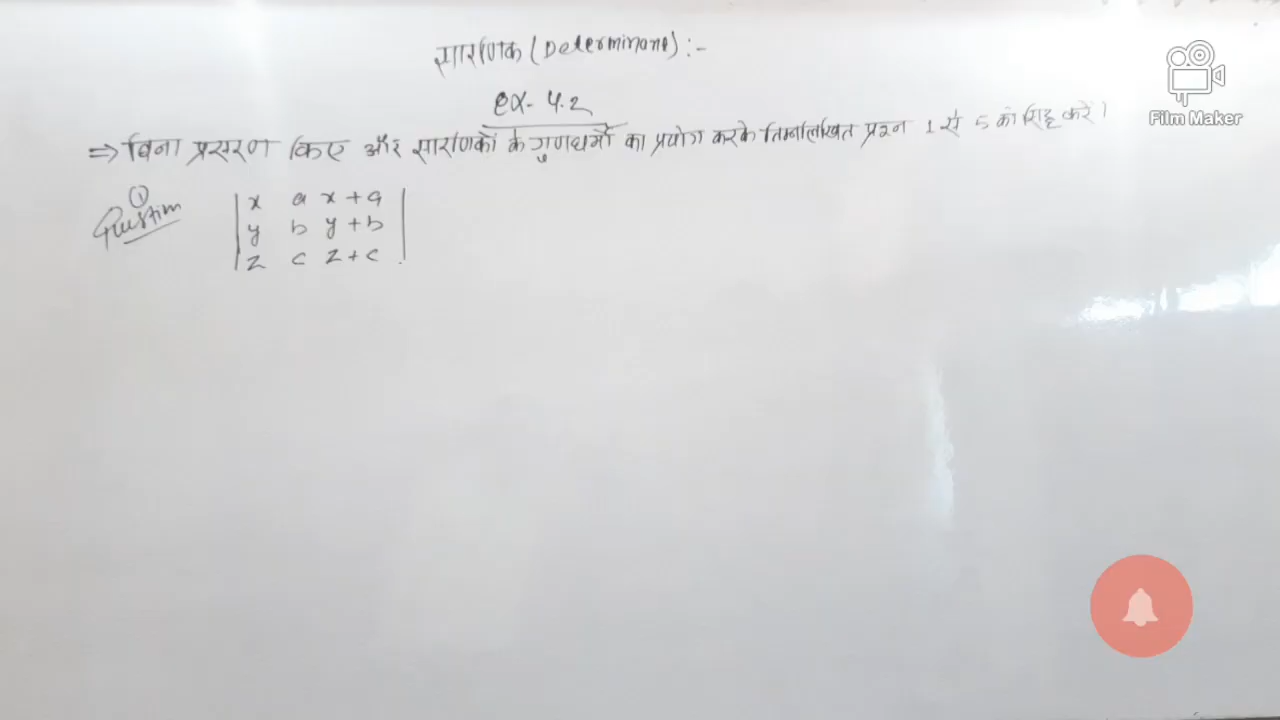 सारणिक (Determinant) :-
Ex- 4.2
⇒ बिना प्रसरण किए और सारणिकों के गुणधर्मो का प्रयोग करके निम्नलिखित प्रश्न 1 से 5 को सिद्ध करें।
① Question
| x a x + a |
| y b y + b |
| z c z + c |
Film Maker